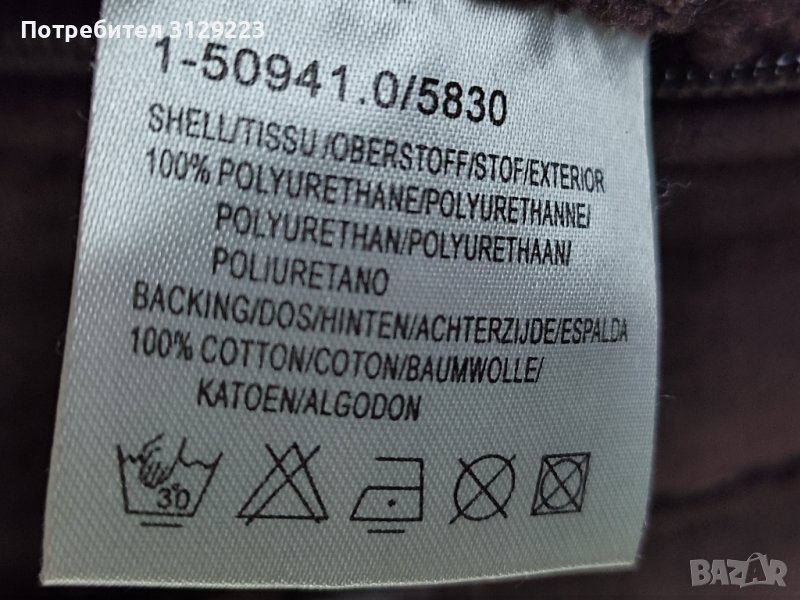 Потребител 3129223
1-50941.0/5830
SHELL/TISSU/OBERSTOFF/STOF/EXTERIOR
100% POLYURETHANE/POLYURETHANNE/
POLYURETHAN/POLYURETHAAN/
POLIURETANO
BACKING/DOS/HINTEN/ACHTERZIJDE/ESPALDA
100% COTTON/COTON/BAUMWOLLE/
KATOEN/ALGODON
30
BAZAR